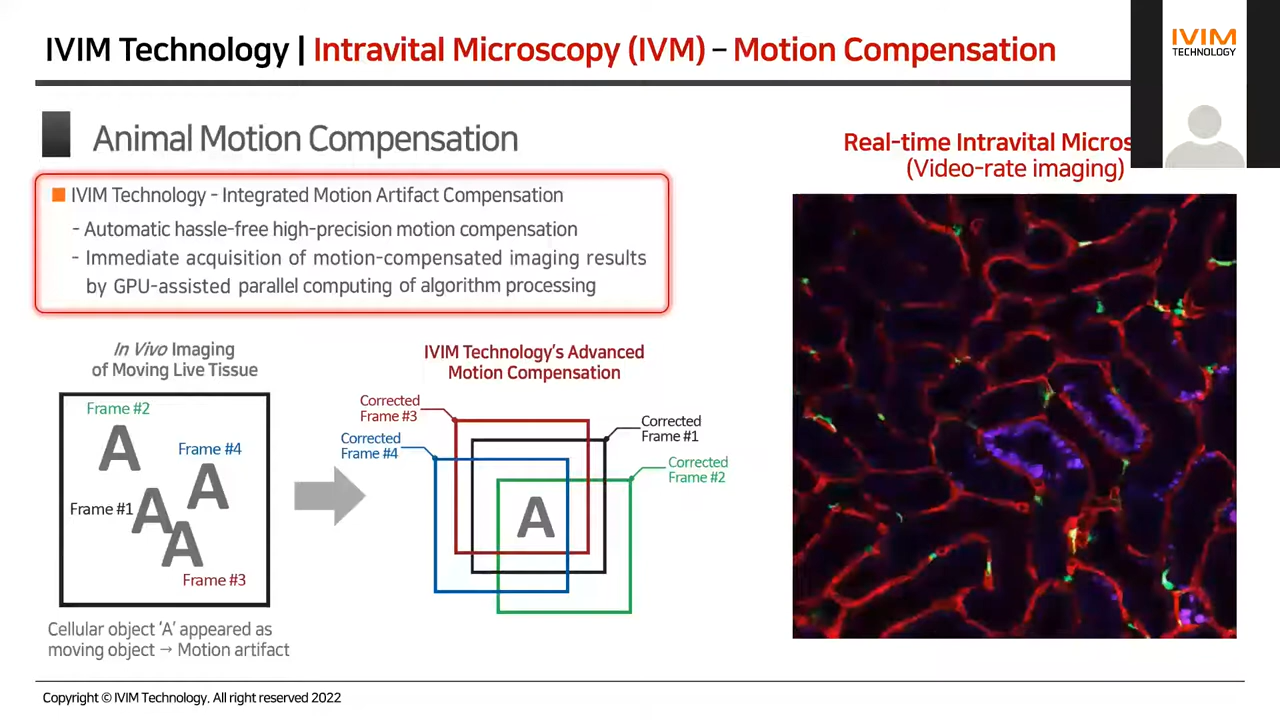 IVIM Technology | Intravital Microscopy (IVM) – Motion Compensation
IVIM
TECHNOLOGY
Animal Motion Compensation
IVIM Technology - Integrated Motion Artifact Compensation
- Automatic hassle-free high-precision motion compensation
- Immediate acquisition of motion-compensated imaging results
by GPU-assisted parallel computing of algorithm processing
Real-time Intravital
(Video-rate imaging)
In Vivo Imaging
of Moving Live Tissue
Frame #2
Frame #4
Frame #1
Frame #3
A
A
A
A
Cellular object ‘A’ appeared as
moving object → Motion artifact
IVIM Technology’s Advanced
Motion Compensation
Corrected
Frame #3
Corrected
Frame #4
Corrected
Frame #1
Corrected
Frame #2
A
Copyright © IVIM Technology. All right reserved 2022